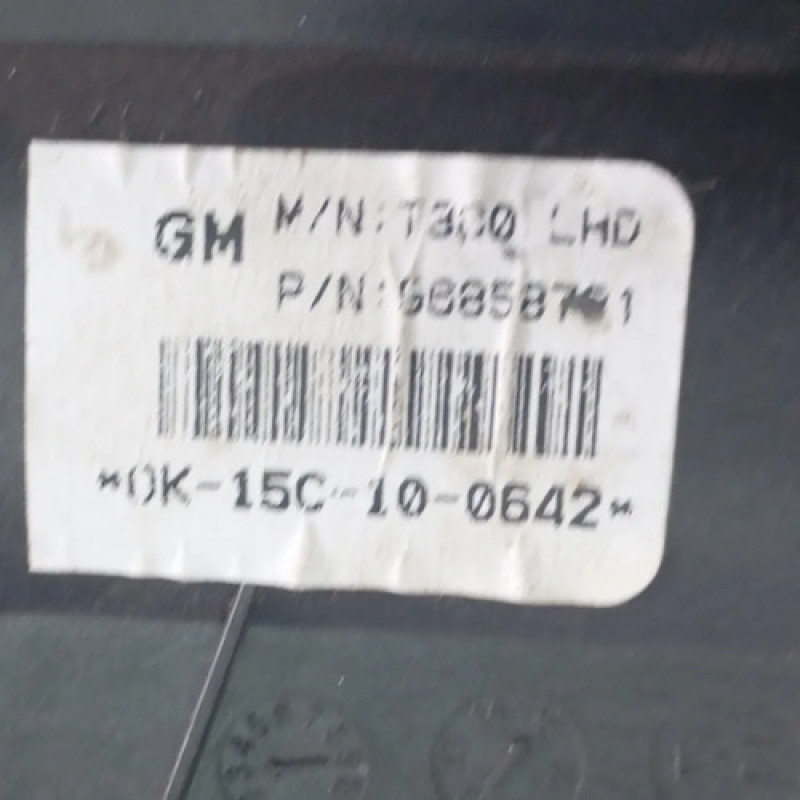 GM M/N:T300 LHD
P/N:
*OK-15C-10-0642*